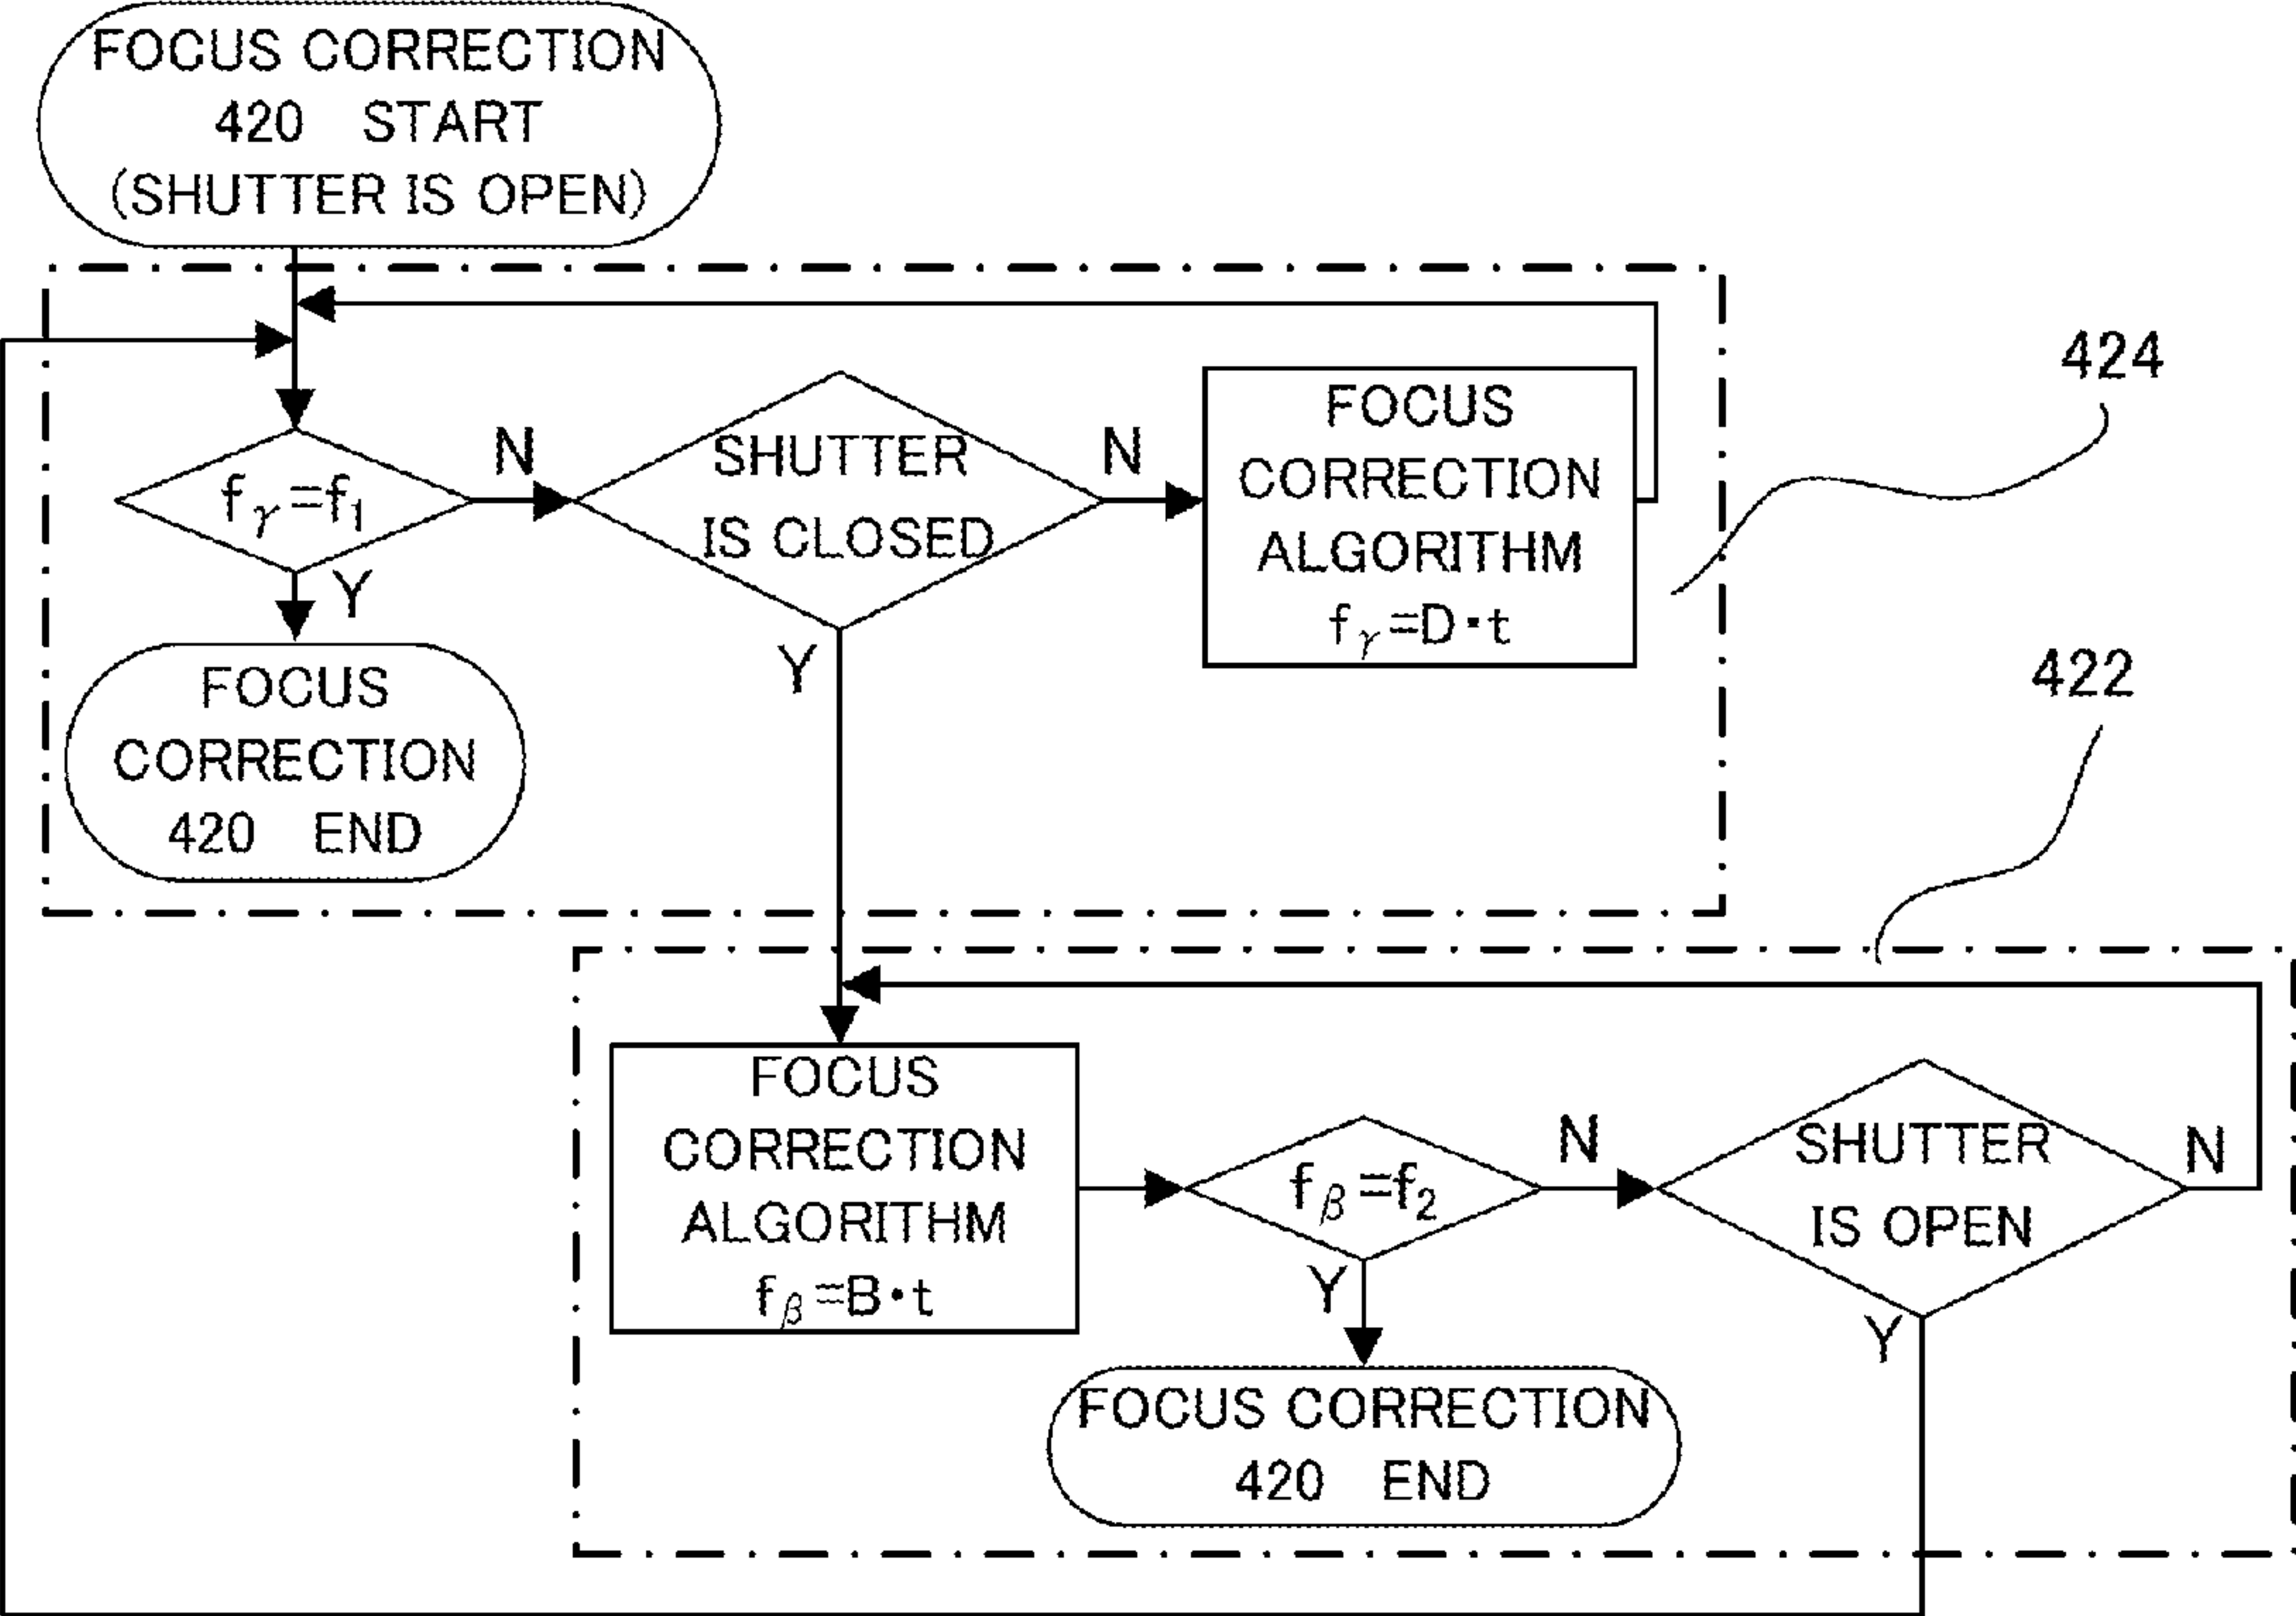 FOCUS CORRECTION
420 START
(SHUTTER IS OPEN)
424
N
N
fγ=f1
SHUTTER
IS CLOSED
FOCUS
CORRECTION
ALGORITHM
fγ=D·t
Y
Y
FOCUS
CORRECTION
420 END
422
FOCUS
CORRECTION
ALGORITHM
fβ=B·t
fβ=f2
N
SHUTTER
IS OPEN
N
Y
Y
FOCUS CORRECTION
420 END